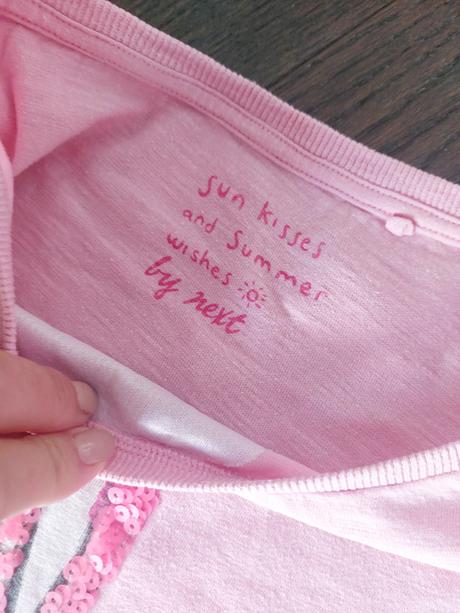 sun kisses
and Summer
wishes
by next